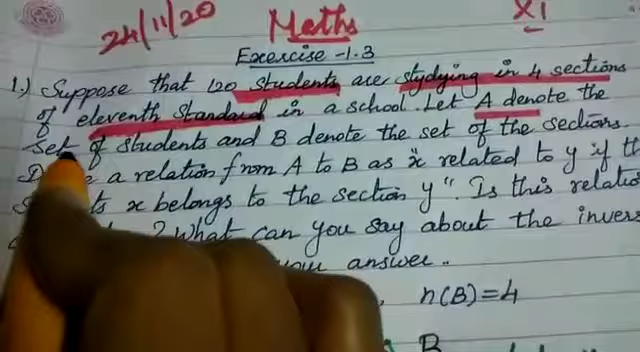 24/11/20 Maths XI
Exercise - 1.3
1.) Suppose that 120 students are stydying in 4 sections
of eleventh Standard in a school. Let A denote the
set of students and B denote the set of the sections.
a relation from A to B as "x related to y if th
x belongs to the section y". Is this relatio
? What can you say about the invers
your answer.
n(B) = 4
B